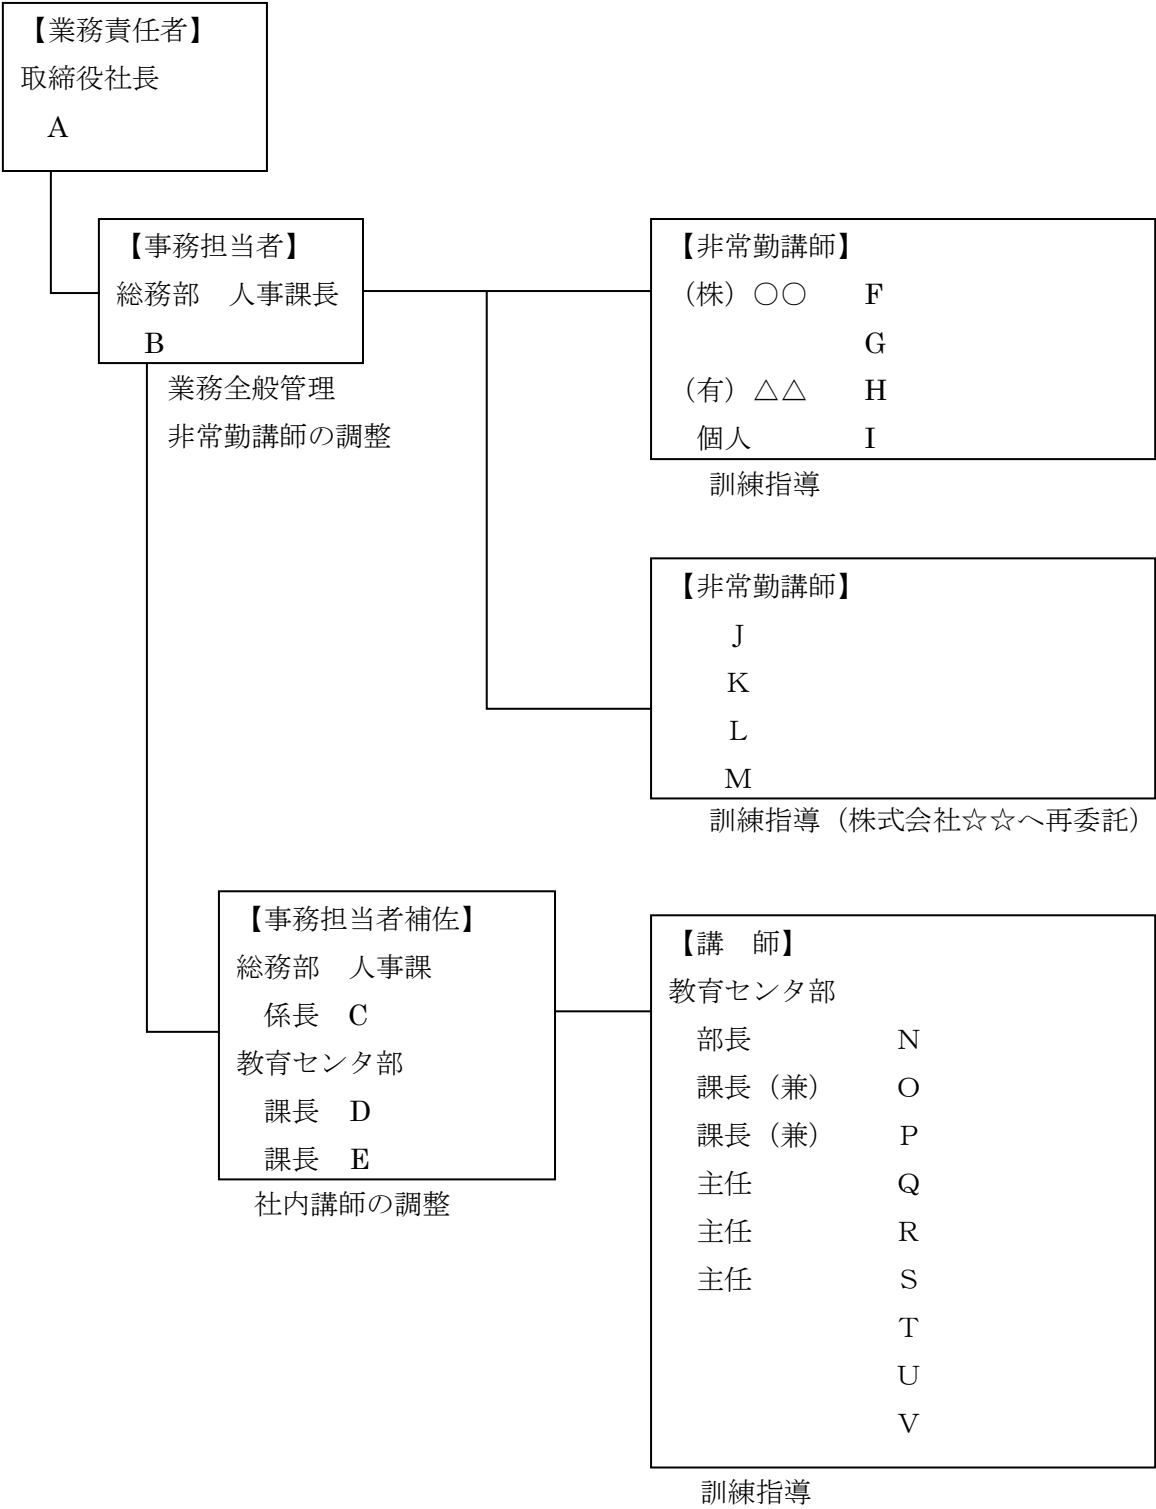 【業務責任者】
取締役社長
A
【事務担当者】
総務部　人事課長
B
業務全般管理
非常勤講師の調整
【非常勤講師】
（株）○○　　F
G
（有）△△　　H
個人　　　　I
訓練指導
【非常勤講師】
J
K
L
M
訓練指導（株式会社☆☆へ再委託）
【事務担当者補佐】
総務部　人事課
係長　C
教育センタ部
課長　D
課長　E
社内講師の調整
【講　師】
教育センタ部
部長　　　　　N
課長（兼）　　O
課長（兼）　　P
主任　　　　　Q
主任　　　　　R
主任　　　　　S
T
U
V
訓練指導